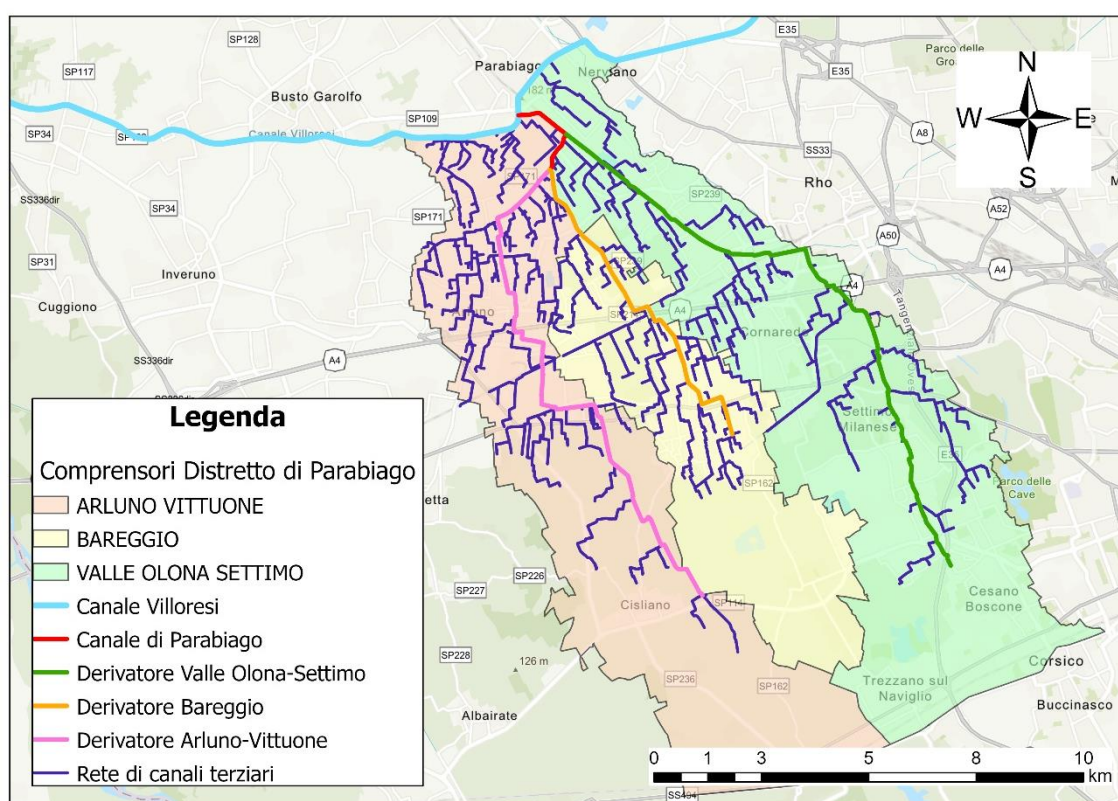 SP128
E35
Parco delle
SP117
Parabiago
Nerviano
182 m
Busto Garolfo
E35
N
SP109
A8
W
E
SP34
Canale Villoresi
SS33
S
SP171
Rho
SS336dir
SP34
SP239
A52
SP171
A50
SP31
Inveruno
A4
Cuggiono
A4
A4
Cornaredo
A4
SS336dir
Settimo
Milanese
E35
Parco delle
Cave
SP162
SP226
SP227
Cisliano
SP114
Cesano
Boscone
SP228
126 m
Corsico
SP236
SP162
Trezzano sul
Naviglio
Buccinasco
Albairate
Legenda
Comprensori Distretto di Parabiago
ARLUNO VITTUONE
BAREGGIO
VALLE OLONA SETTIMO
Canale Villoresi
Canale di Parabiago
Derivatore Valle Olona-Settimo
Derivatore Bareggio
Derivatore Arluno-Vittuone
Rete di canali terziari
0 1 3 5 8 10
km